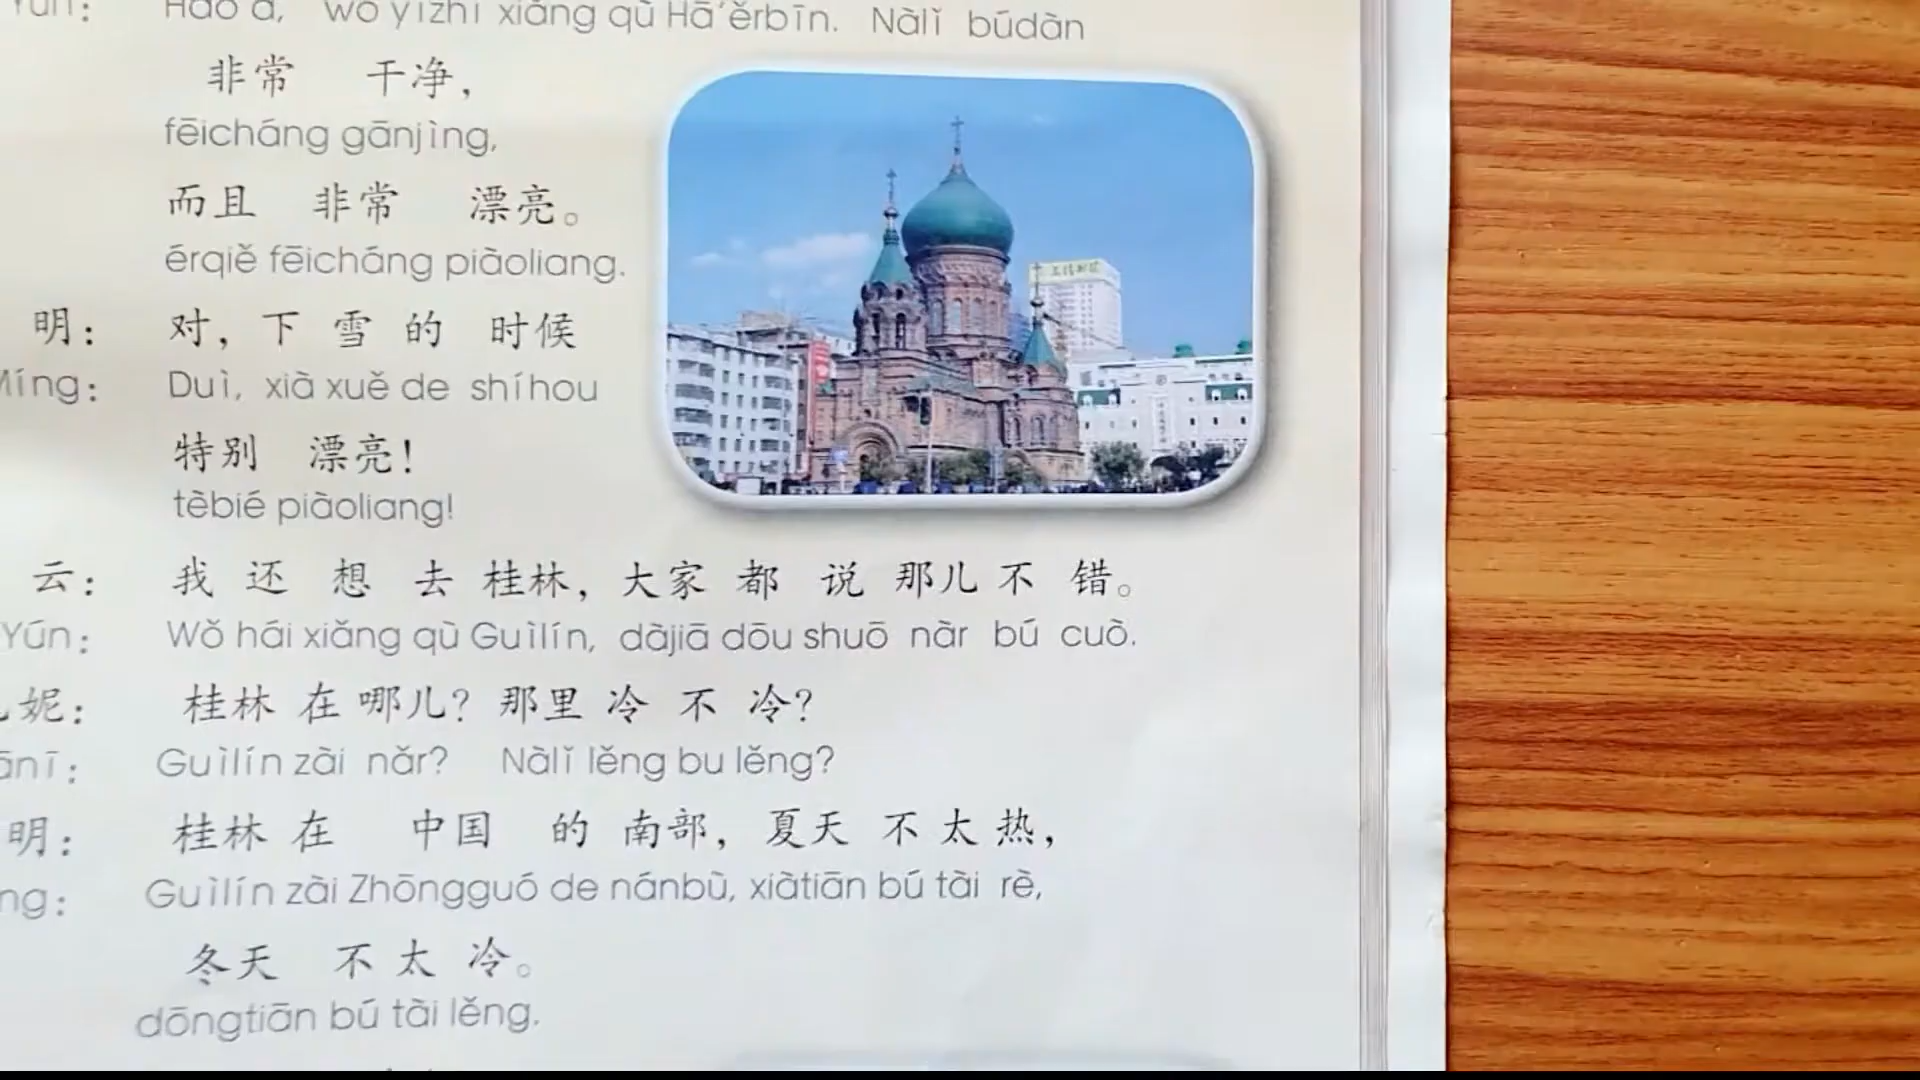 Yún: Hǎo a, wǒ yìzhí xiǎng qù Hā'ěrbīn. Nàlǐ búdàn
非常 干净,
fēicháng gānjìng,
而且 非常 漂亮。
érqiě fēicháng piàoliang.
明: 对, 下 雪 的 时候
Míng: Duì, xià xuě de shíhou
特别 漂亮!
tèbié piàoliang!
云: 我 还 想 去 桂林, 大家 都 说 那儿 不 错。
Yún: Wǒ hái xiǎng qù Guìlín, dàjiā dōu shuō nàr bú cuò.
妮: 桂林 在 哪儿? 那里 冷 不 冷?
ānī: Guìlín zài nǎr? Nàlǐ lěng bu lěng?
明: 桂林 在 中国 的 南部, 夏天 不 太 热,
ng: Guìlín zài Zhōngguó de nánbù, xiàtiān bú tài rè,
冬天 不 太 冷。
dōngtiān bú tài lěng.